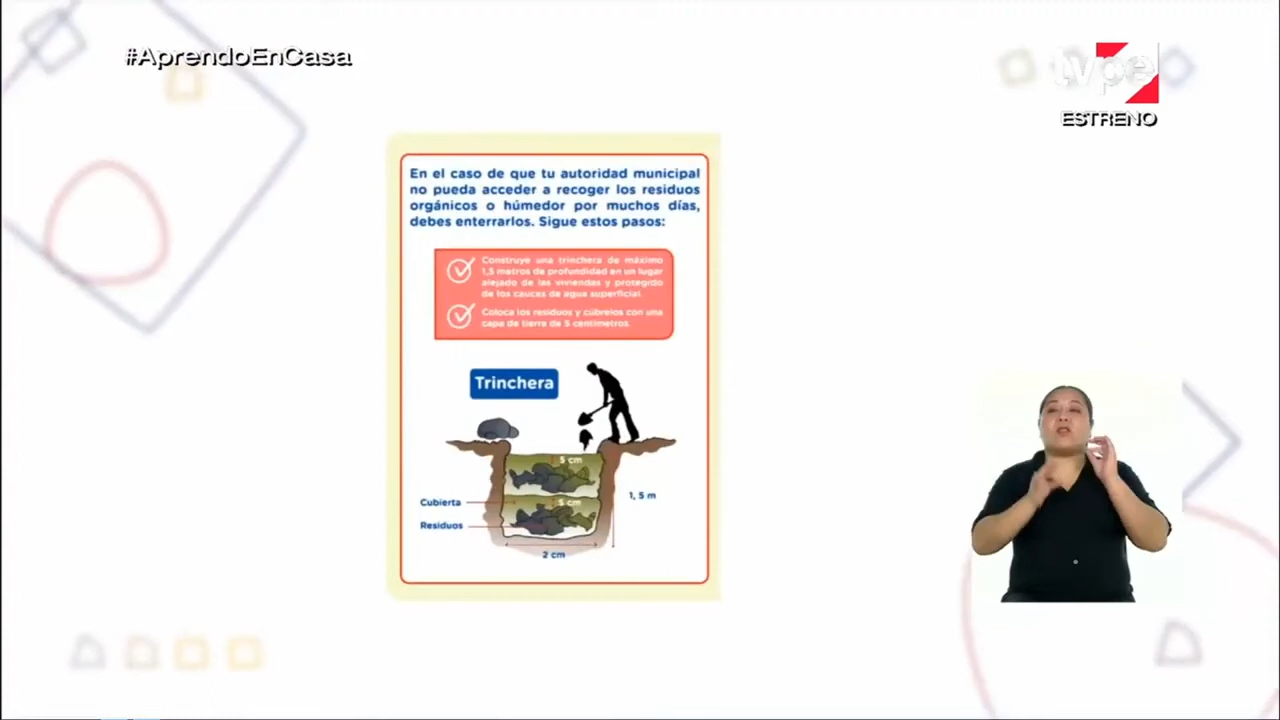 #AprendoEnCasa
tvpe
ESTRENO
En el caso de que tu autoridad municipal
no pueda acceder a recoger los residuos
orgánicos o húmedor por muchos días,
debes enterrarlos. Sigue estos pasos:
Construye una trinchera de máximo
1,5 metros de profundidad en un lugar
alejado de las viviendas y protegido
de los cauces de agua superficial.
Coloca los residuos y cúbrelos con una
capa de tierra de 5 centímetros.
Trinchera
5 cm
Cubierta
5 cm
1, 5 m
Residuos
2 cm